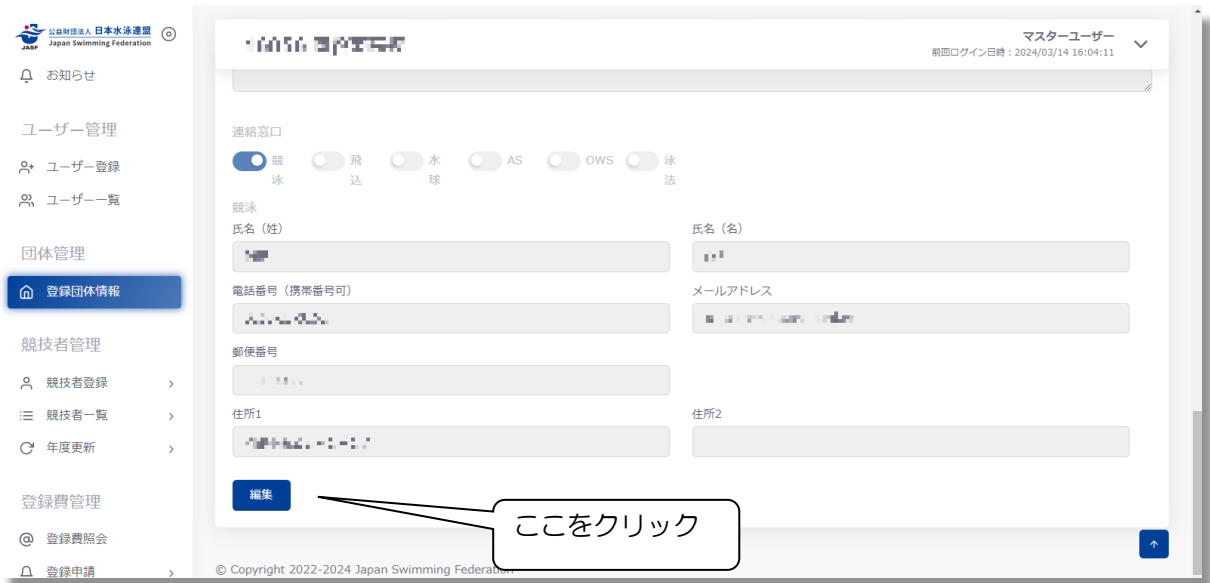 公益財団法人 日本水泳連盟
Japan Swimming Federation
JASF
お知らせ
ユーザー管理
ユーザー登録
ユーザー一覧
団体管理
登録団体情報
競技者管理
競技者登録
競技者一覧
年度更新
登録費管理
登録費照会
登録申請
マスターユーザー
前回ログイン日時：2024/03/14 16:04:11
連絡窓口
競泳
飛込
水球
AS
OWS
泳法
競泳
氏名（姓）
氏名（名）
電話番号（携帯番号可）
メールアドレス
郵便番号
住所1
住所2
編集
ここをクリック
© Copyright 2022-2024 Japan Swimming Federation